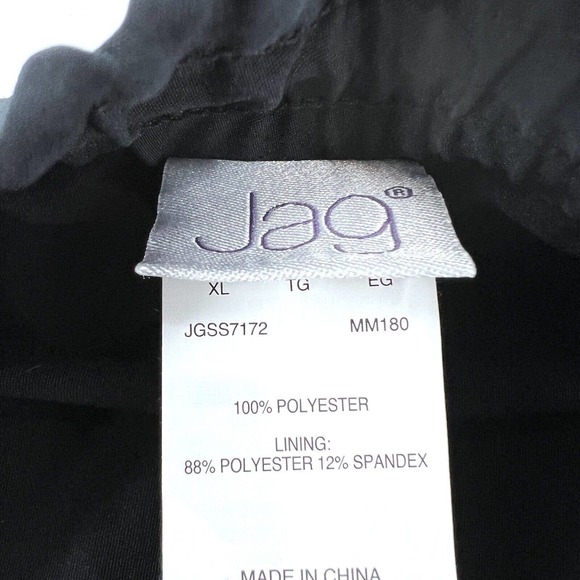 Jag®
XL TG EG
JGSS7172 MM180
100% POLYESTER
LINING:
88% POLYESTER 12% SPANDEX
MADE IN CHINA